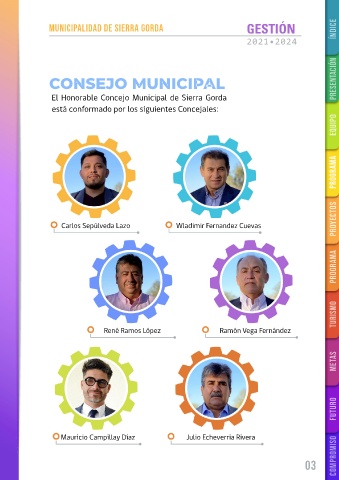 MUNICIPALIDAD DE SIERRA GORDA
GESTIÓN
2021•2024
CONSEJO MUNICIPAL
El Honorable Concejo Municipal de Sierra Gorda
está conformado por los siguientes Concejales:
Carlos Sepúlveda Lazo
Wladimir Fernandez Cuevas
René Ramos López
Ramón Vega Fernández
Mauricio Campillay Díaz
Julio Echeverría Rivera
ÍNDICE
PRESENTACIÓN
EQUIPO
PROGRAMA
PROYECTOS
PROGRAMA
TURISMO
METAS
FUTURO
COMPROMISO
03